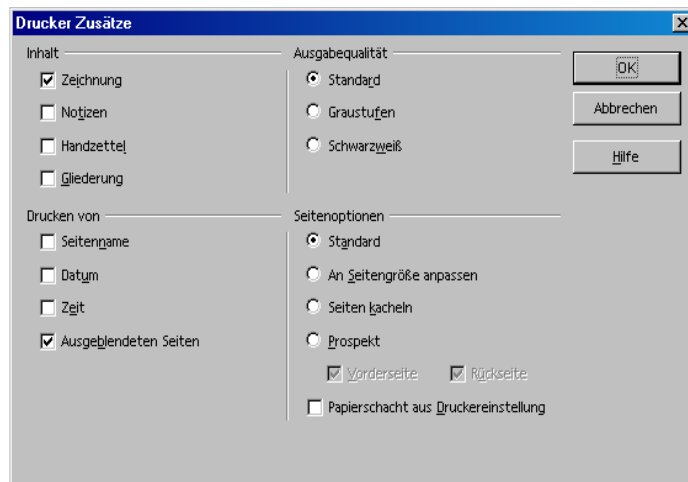 Drucker Zusätze
Inhalt
Zeichnung
Notizen
Handzettel
Gliederung
Ausgabequalität
Standard
Graustufen
Schwarzweiß
OK
Abbrechen
Hilfe
Drucken von
Seitenname
Datum
Zeit
Ausgeblendeten Seiten
Seitenoptionen
Standard
An Seitengröße anpassen
Seiten kacheln
Prospekt
Vorderseite Rückseite
Papierschacht aus Druckereinstellung